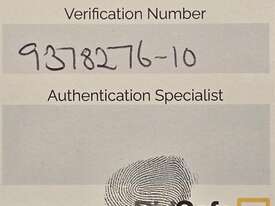 Verification Number
9378276-10
Authentication Specialist